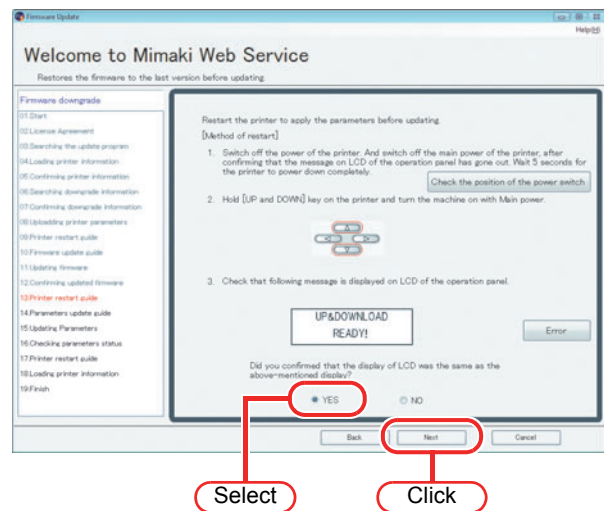 Firmware Update
Help(H)
Welcome to Mimaki Web Service
Restores the firmware to the last version before updating
Firmware downgrade
01.Start
02.License Agreement
03.Searching the update program
04.Loading printer information
05.Confirming printer information
06.Searching downgrade information
07.Confirming downgrade information
08.Uploadding printer parameters
09.Printer restart guide
10.Firmware update guide
11.Updating firmware
12.Confirming updated firmware
13.Printer restart guide
14.Parameters update guide
15.Updating Parameters
16.Checking parameters status
17.Printer restart guide
18.Loading printer information
19.Finish
Restart the printer to apply the parameters before updating.
[Method of restart]
1. Switch off the power of the printer. And switch off the main power of the printer, after
confirming that the message on LCD of the operation panel has gone out. Wait 5 seconds for
the printer to power down completely.
Check the position of the power switch
2. Hold [UP and DOWN] key on the printer and turn the machine on with Main power.
3. Check that following message is displayed on LCD of the operation panel.
UP&DOWNLOAD
READY!
Error
Did you confirmed that the display of LCD was the same as the
above-mentioned display?
YES
NO
Back
Next
Cancel
Select
Click